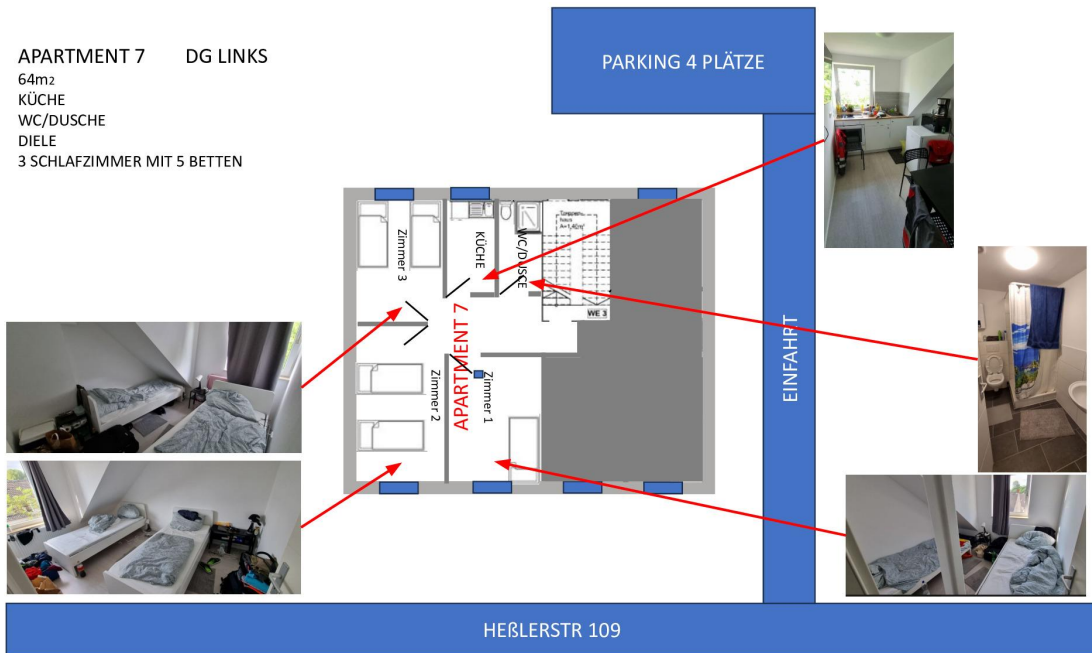 APARTMENT 7 DG LINKS
64m2
KÜCHE
WC/DUSCHE
DIELE
3 SCHLAFZIMMER MIT 5 BETTEN
PARKING 4 PLÄTZE
Zimmer 3
KÜCHE
WC/DUSCE
WE 3
APARTMENT 7
Zimmer 2
Zimmer 1
EINFAHRT
HEßLERSTR 109